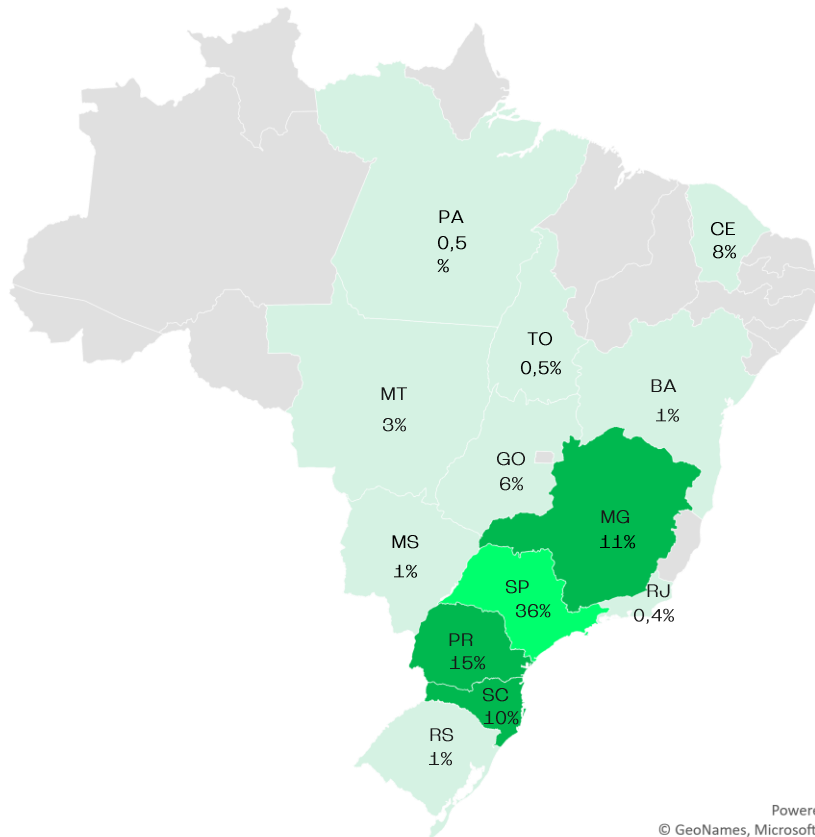 PA
0,5
%
CE
8%
TO
0,5%
MT
3%
BA
1%
GO
6%
MG
11%
MS
1%
SP
36%
RJ
0,4%
PR
15%
SC
10%
RS
1%
Powere
© GeoNames, Microsoft